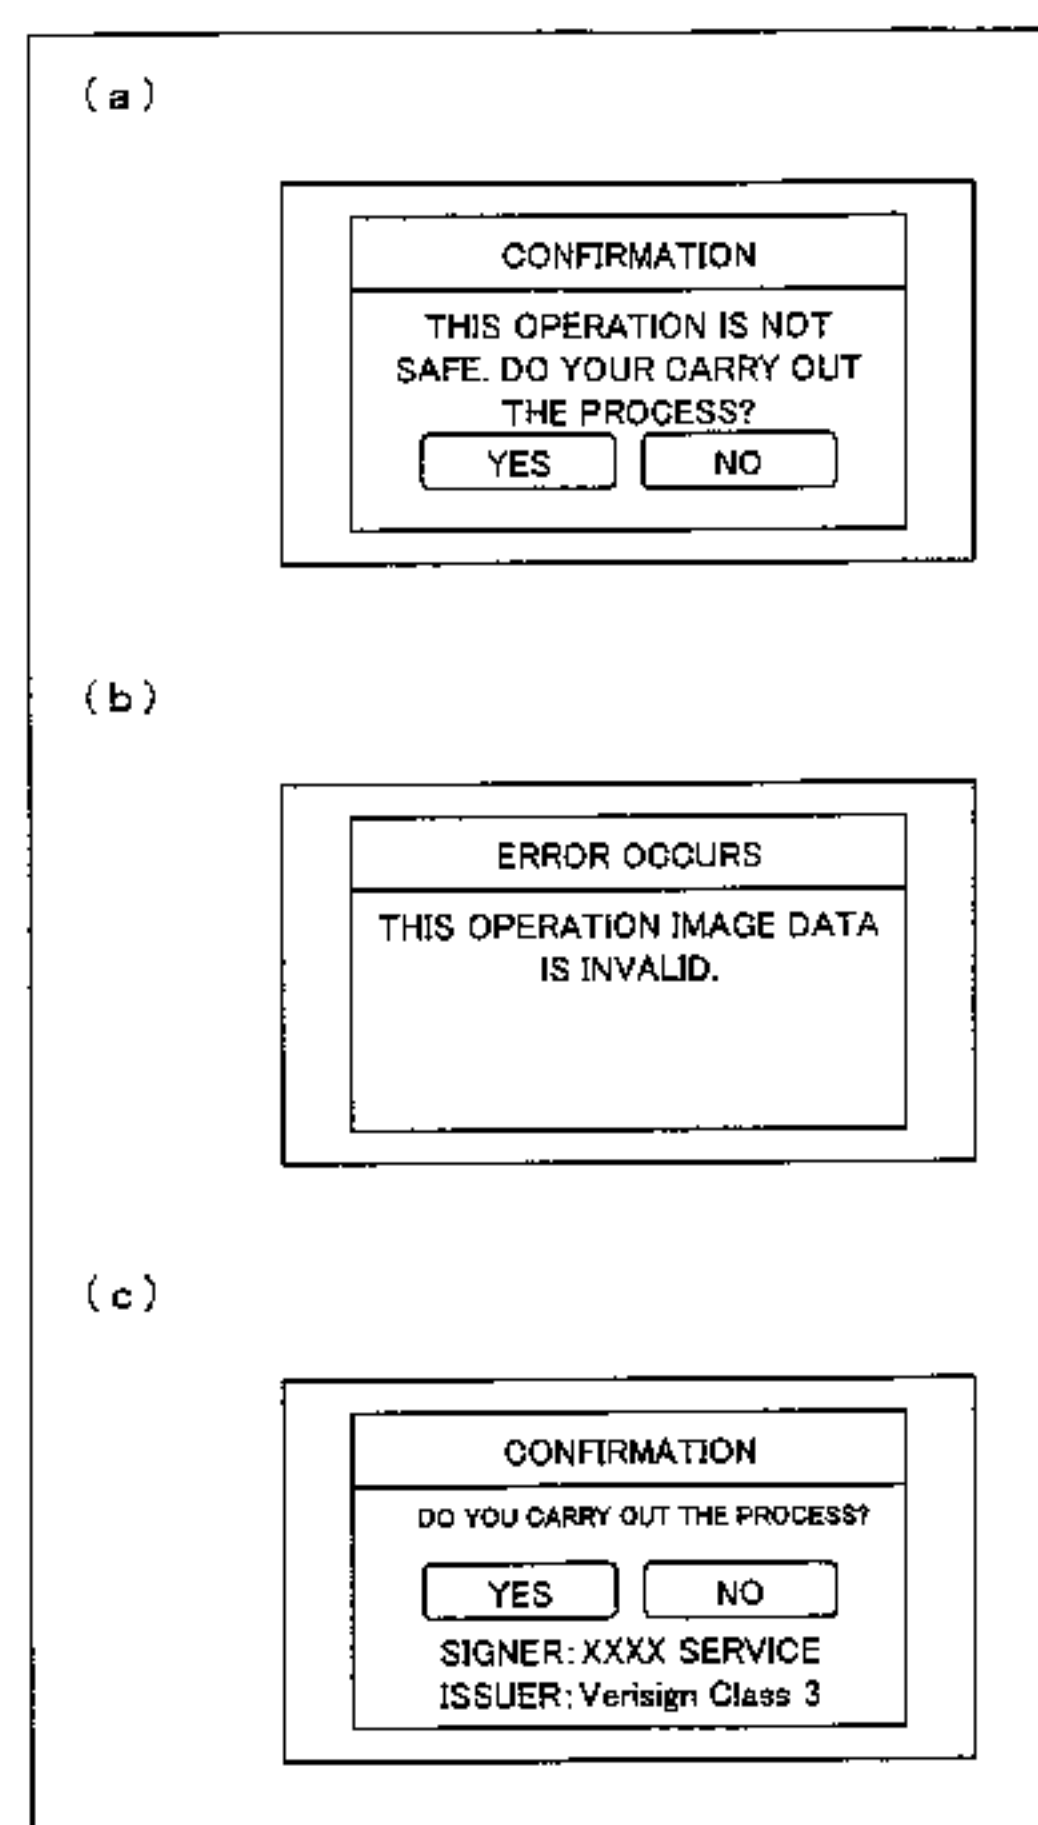 (a)
CONFIRMATION
THIS OPERATION IS NOT
SAFE. DO YOUR CARRY OUT
THE PROCESS?
YES NO
(b)
ERROR OCCURS
THIS OPERATION IMAGE DATA
IS INVALID.
(c)
CONFIRMATION
DO YOU CARRY OUT THE PROCESS?
YES NO
SIGNER: XXXX SERVICE
ISSUER: Verisign Class 3